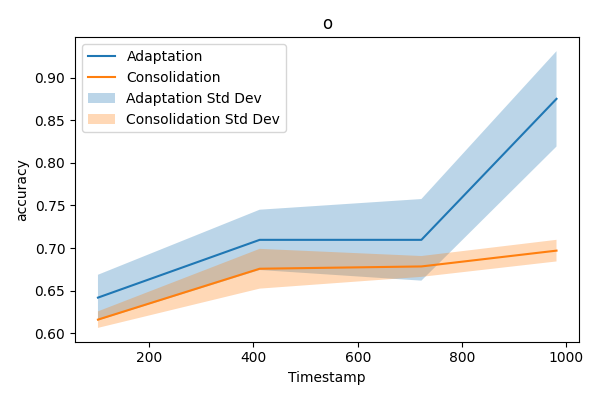 o
Adaptation
Consolidation
Adaptation Std Dev
Consolidation Std Dev
accuracy
0.90
0.85
0.80
0.75
0.70
0.65
0.60
200 400 600 800 1000
Timestamp